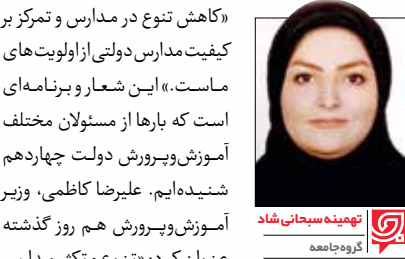 «کاهش تنوع در مدارس و تمرکز بر
کیفیت مدارس دولتی از اولویت‌های
ماست.» این شعار و برنامه‌ای
است که بارها از مسئولان مختلف
آموزش‌وپرورش دولت چهاردهم
شنیده‌ایم. علیرضا کاظمی، وزیر
آموزش‌وپرورش هم روز گذشته
تهمینه سبحانی شاد
گروه جامعه